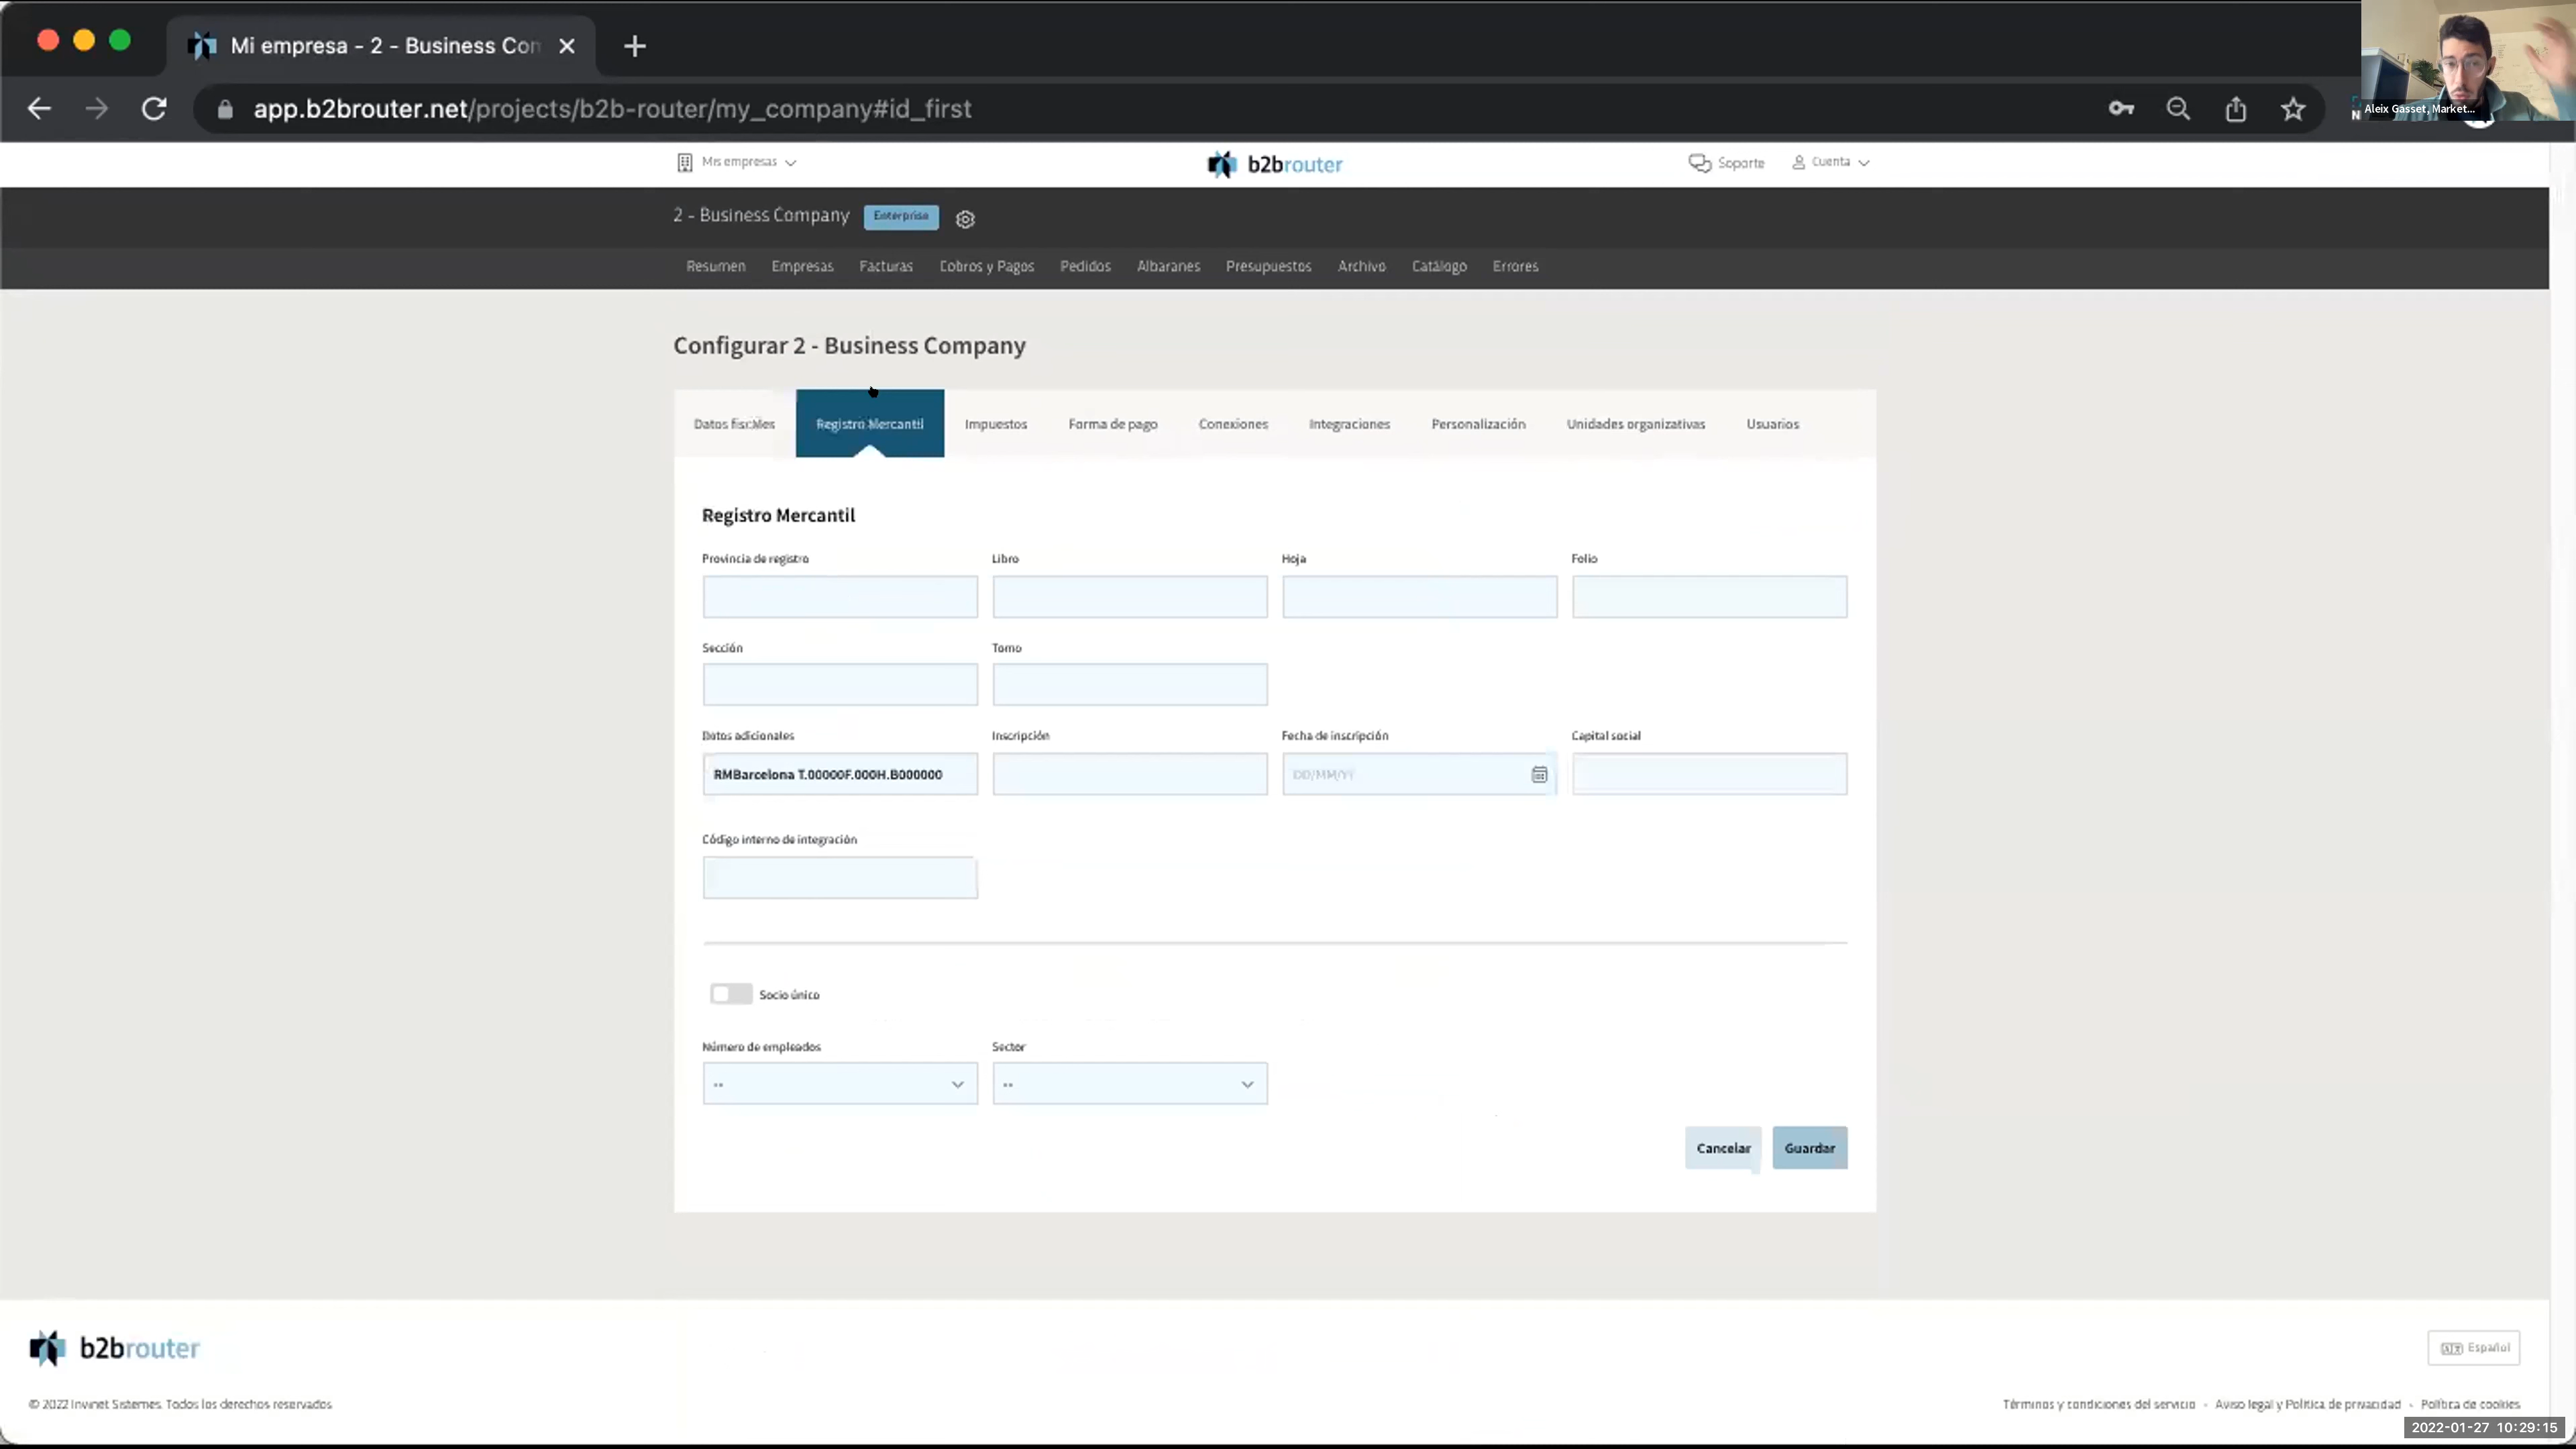 Mi empresa - 2 - Business Con
app.b2brouter.net/projects/b2b-router/my_company#id_first
Aleix Gasset, Market...
N
Mis empresas
b2brouter
Soporte
Cuenta
2 - Business Company
Enterprise
Resumen Empresas Facturas Cobros y Pagos Pedidos Albaranes Presupuestos Archivo Catálogo Errores
Configurar 2 - Business Company
Datos fiscales Registro Mercantil Impuestos Forma de pago Conexiones Integraciones Personalización Unidades organizativas Usuarios
Registro Mercantil
Provincia de registro Libro Hoja Folio
Sección Tomo
Datos adicionales Inscripción Fecha de inscripción Capital social
RMBarcelona T.00000F.000H.B000000 DD/MM/YY
Código interno de integración
Socio único
Número de empleados Sector
-- --
Cancelar Guardar
b2brouter
Español
© 2022 Invinet Sistemes. Todos los derechos reservados
Términos y condiciones del servicio - Aviso legal y Política de privacidad - Política de cookies
2022-01-27 10:29:15